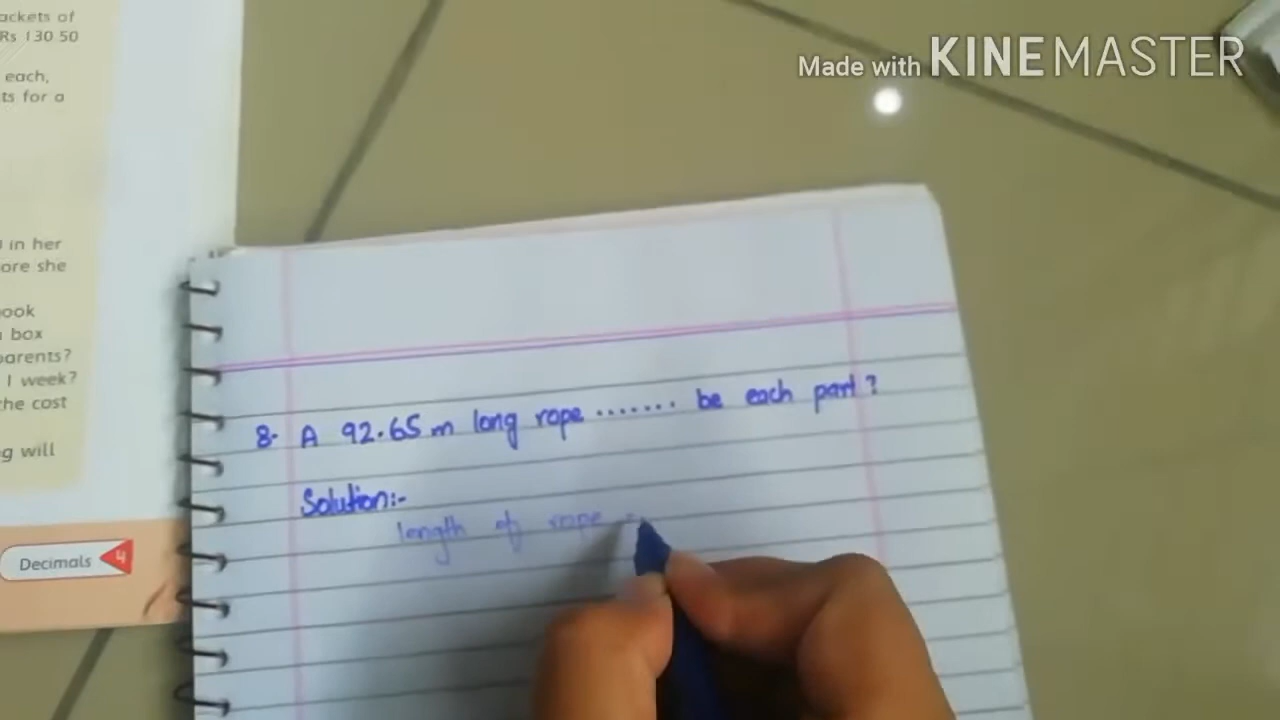 ackets of
Rs 130.50
each,
ts for a
in her
ore she
ook
box
parents?
1 week?
the cost
g will
Decimals 4
Made with KINEMASTER
8. A 92.65 m long rope ....... be each part?
Solution:-
length of rope =